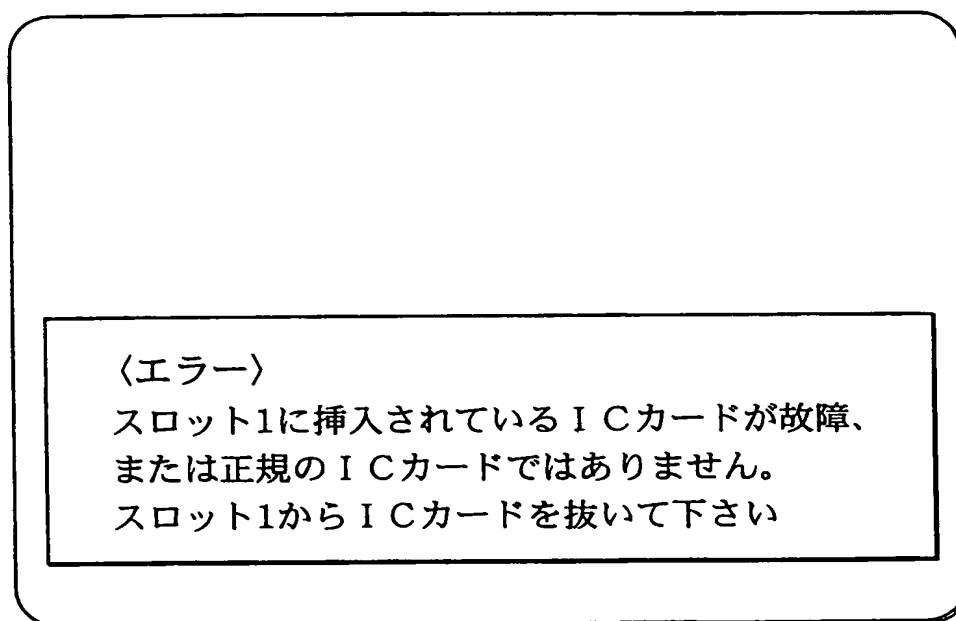 〈エラー〉
スロット1に挿入されているＩＣカードが故障、
または正規のＩＣカードではありません。
スロット1からＩＣカードを抜いて下さい